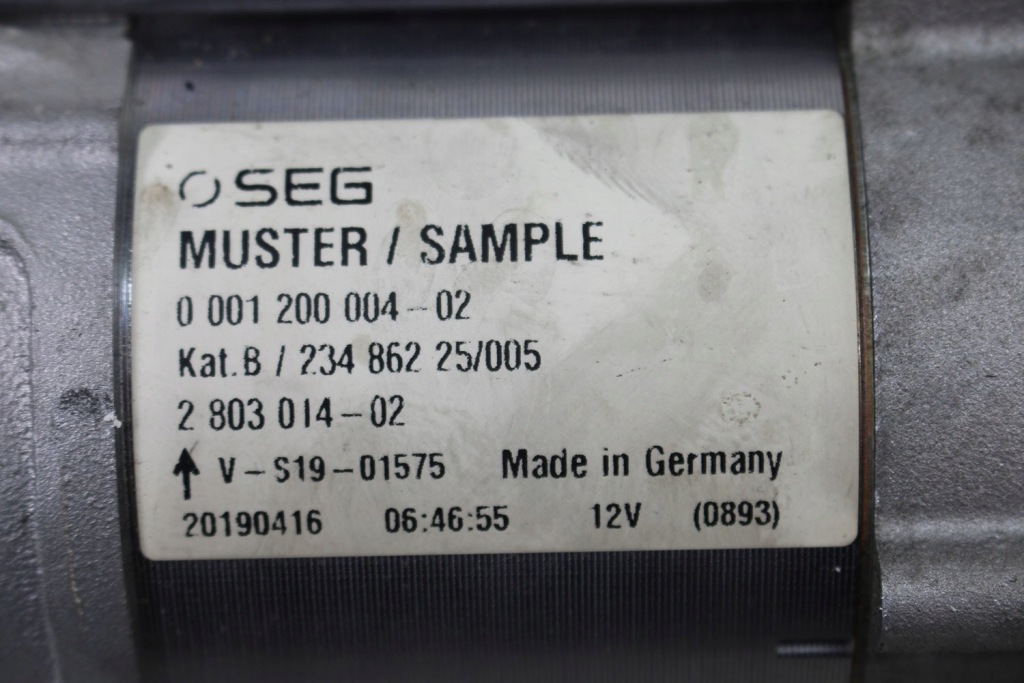 SEG
MUSTER / SAMPLE
0 001 200 004-02
Kat.B / 234 862 25/005
2 803 014-02
↑ V-S19-01575 Made in Germany
20190416 06:46:55 12V (0893)